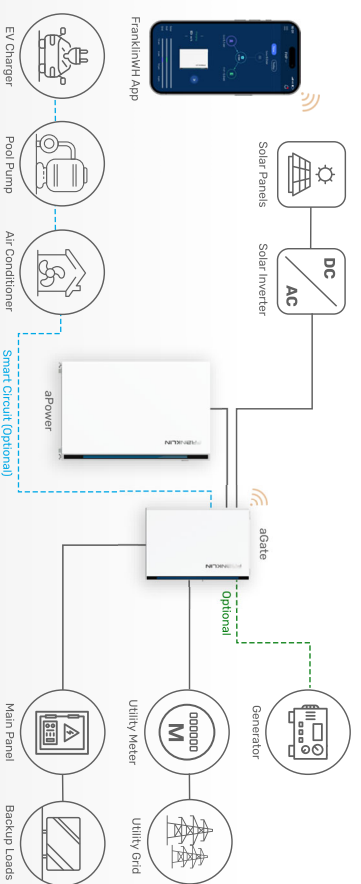 FranklinWH App
Solar Panels
Solar Inverter
DC
AC
EV Charger
Pool Pump
Air Conditioner
Smart Circuit (Optional)
aPower
FRANKLIN
aGate
FRANKLIN
Optional
Generator
Utility Meter
M
Utility Grid
Main Panel
Backup Loads